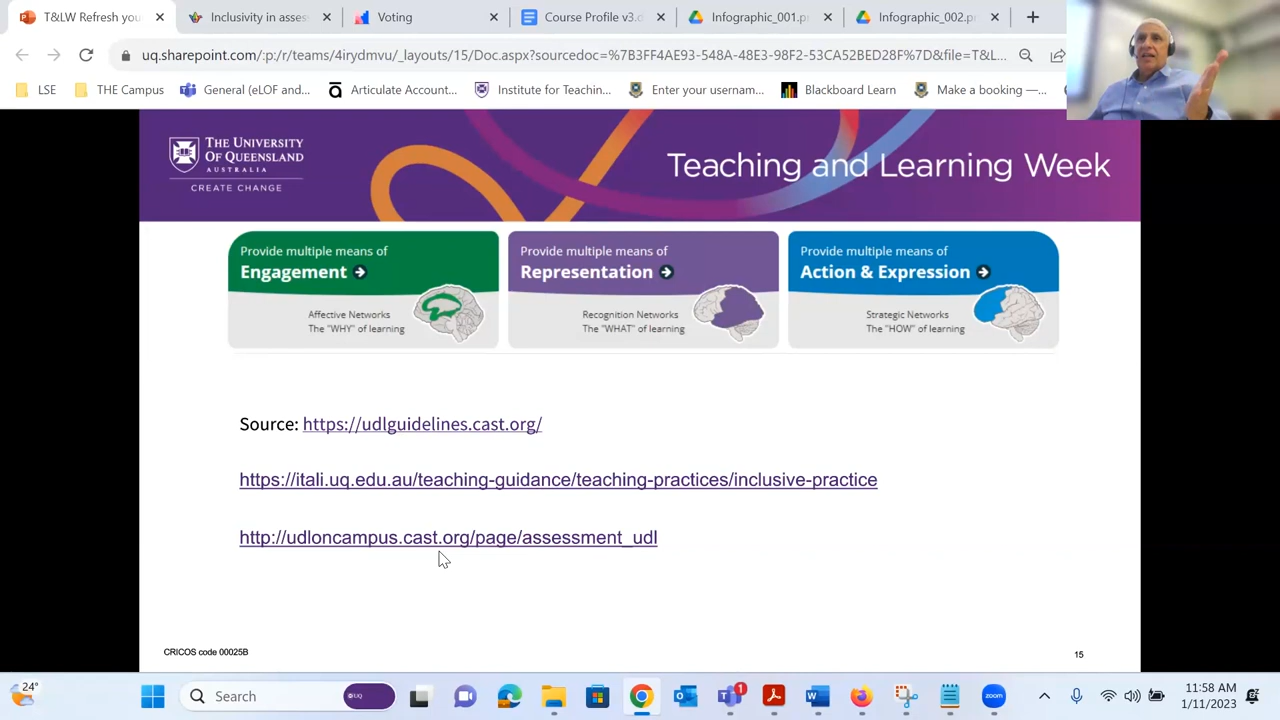 T&LW Refresh you
Inclusivity in asses
Voting
Course Profile v3.d
Infographic_001.p
Infographic_002.p
uq.sharepoint.com/:p:/r/teams/4irydmvu/_layouts/15/Doc.aspx?sourcedoc=%7B3FF4AE93-548A-48E3-98F2-53CA52BED28F%7D&file=T&L...
LSE
THE Campus
General (eLOF and...
Articulate Account...
Institute for Teachin...
Enter your usernam...
Blackboard Learn
Make a booking —...
THE UNIVERSITY
OF QUEENSLAND
AUSTRALIA
CREATE CHANGE
Teaching and Learning Week
Provide multiple means of
Engagement
Affective Networks
The "WHY" of learning
Provide multiple means of
Representation
Recognition Networks
The "WHAT" of learning
Provide multiple means of
Action & Expression
Strategic Networks
The "HOW" of learning
Source: https://udlguidelines.cast.org/
https://itali.uq.edu.au/teaching-guidance/teaching-practices/inclusive-practice
http://udloncampus.cast.org/page/assessment_udl
CRICOS code 00025B
15
24°
Search
UQ
1
zoom
11:58 AM
1/11/2023